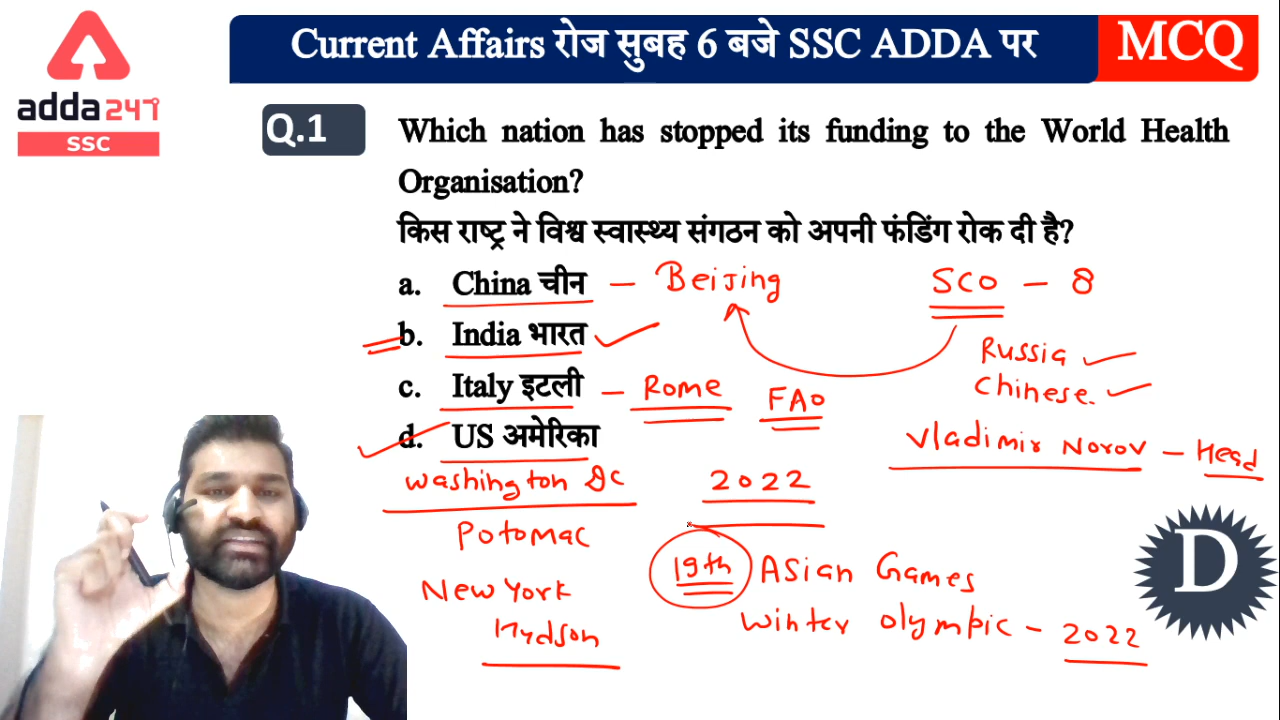 Current Affairs रोज सुबह 6 बजे SSC ADDA पर
MCQ
adda247
SSC
Q.1
Which nation has stopped its funding to the World Health
Organisation?
किस राष्ट्र ने विश्व स्वास्थ्य संगठन को अपनी फंडिंग रोक दी है?
a. China चीन – Beijing
SCO – 8
b. India भारत
Russia
Chinese.
c. Italy इटली – Rome
FAO
d. US अमेरिका
Vladimir Norov – Head
Washington DC
2022
Potomac
D
19th Asian Games
New York
Winter olympic – 2022
Hudson